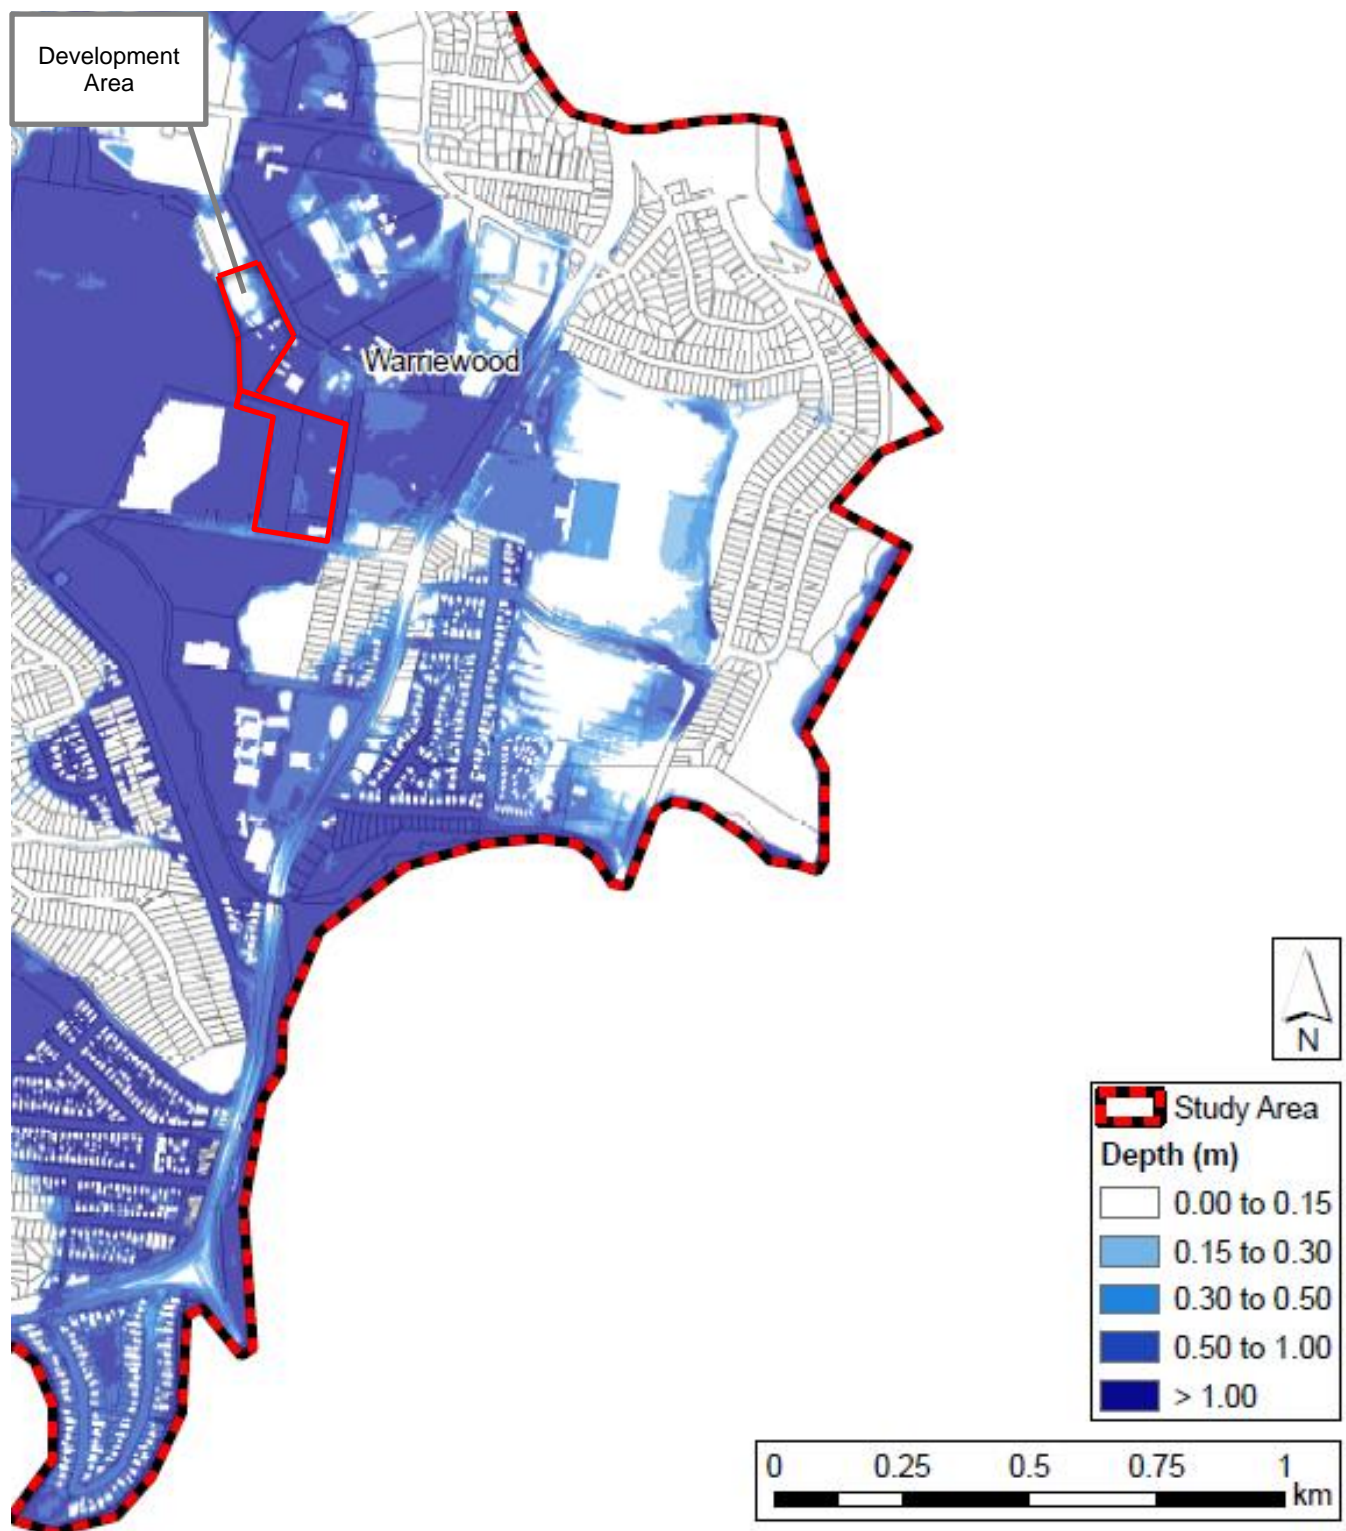 Development
Area
Warriewood
N
Study Area
Depth (m)
0.00 to 0.15
0.15 to 0.30
0.30 to 0.50
0.50 to 1.00
> 1.00
0 0.25 0.5 0.75 1
km